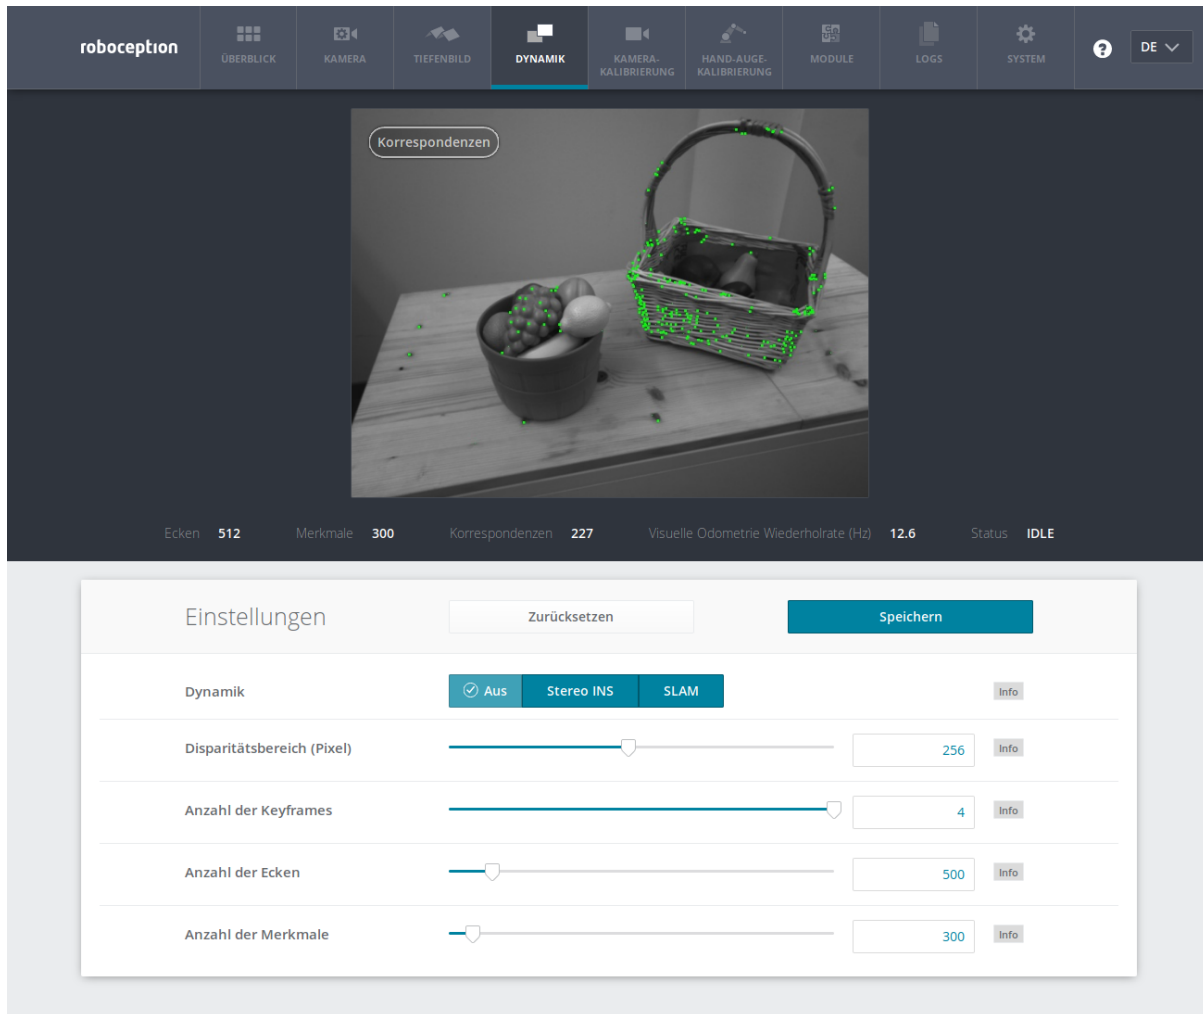 roboception
ÜBERBLICK
KAMERA
TIEFENBILD
DYNAMIK
KAMERA-
KALIBRIERUNG
HAND-AUGE-
KALIBRIERUNG
MODULE
LOGS
SYSTEM
?
DE
Korrespondenzen
Ecken 512 Merkmale 300 Korrespondenzen 227 Visuelle Odometrie Wiederholrate (Hz) 12.6 Status IDLE
Einstellungen Zurücksetzen Speichern
Dynamik Aus Stereo INS SLAM Info
Disparitätsbereich (Pixel) 256 Info
Anzahl der Keyframes 4 Info
Anzahl der Ecken 500 Info
Anzahl der Merkmale 300 Info